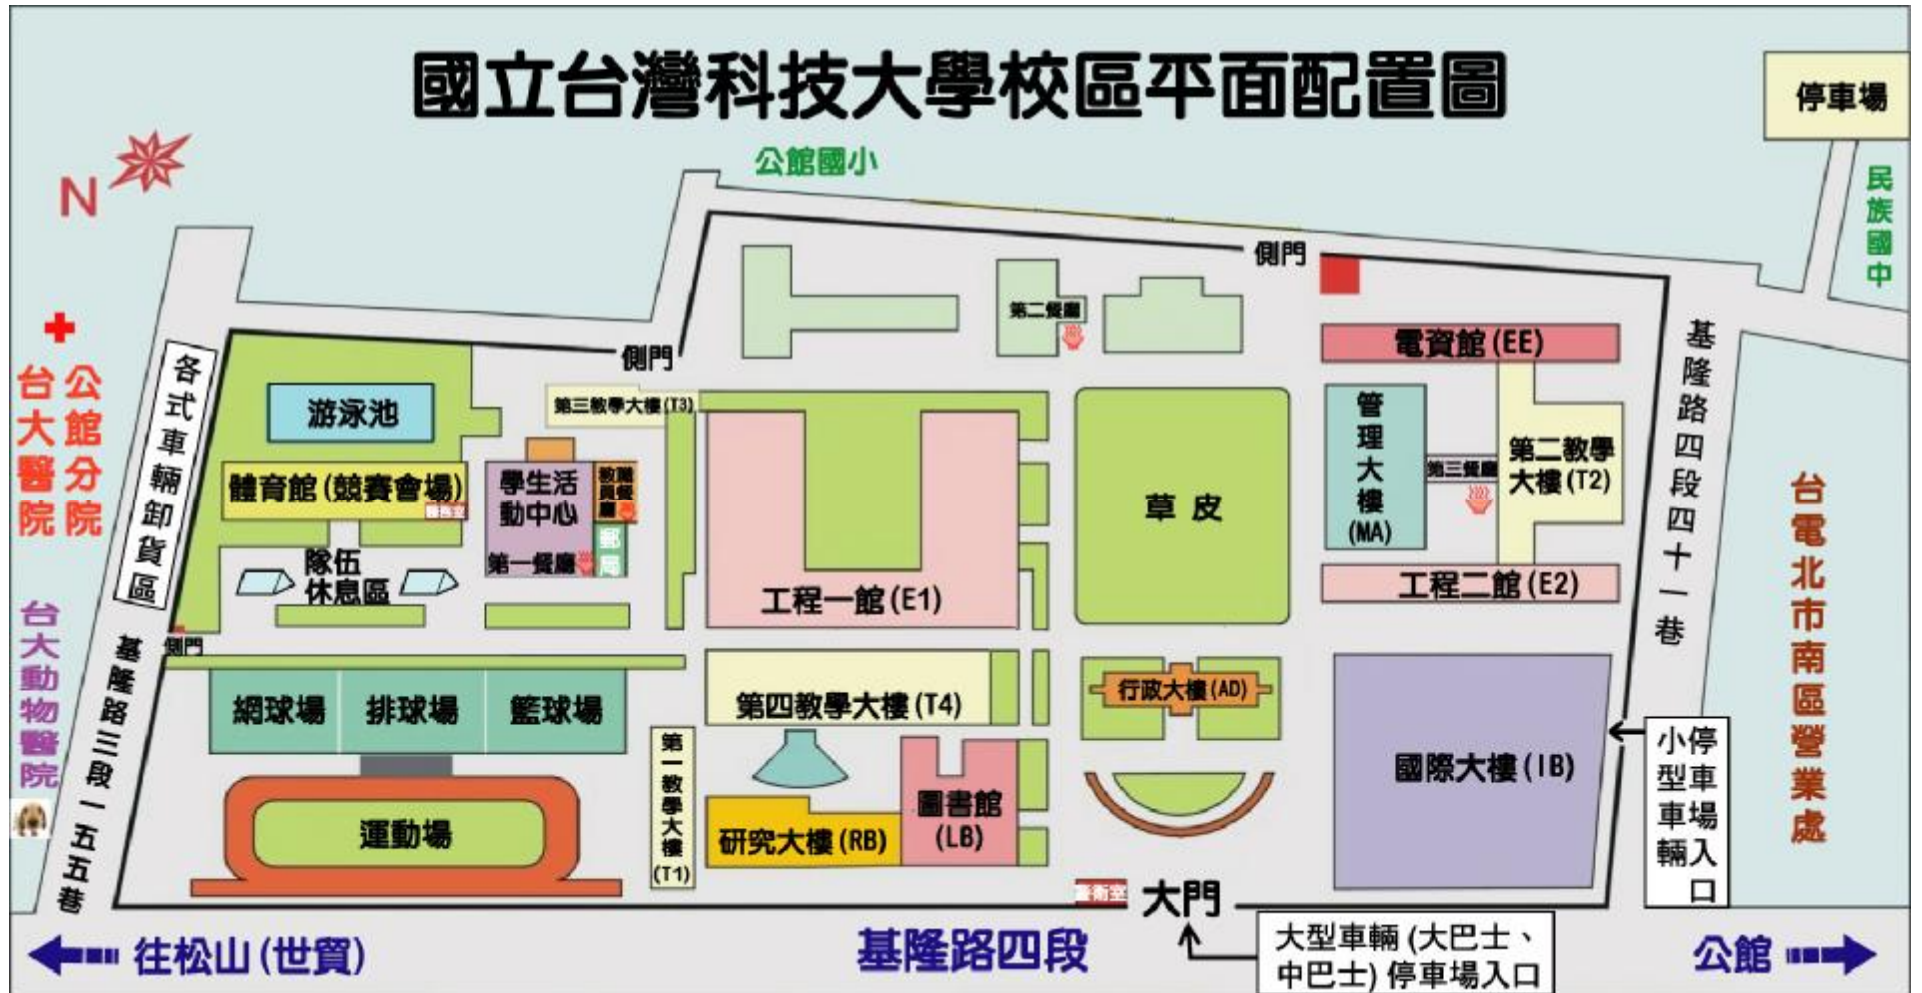 國立台灣科技大學校區平面配置圖
停車場
公館國小
N
民族國中
側門
側門
第二餐廳
電資館(EE)
基隆路四段四十一巷
公館分院
台大醫院
各式車輛卸貨區
游泳池
第三教學大樓(T3)
管理大樓(MA)
第三餐廳
第二教學大樓(T2)
體育館(競賽會場)
學生活動中心
教職員餐廳
草皮
台電北市南區營業處
第一餐廳
郵局
隊伍
休息區
工程一館(E1)
工程二館(E2)
台大動物醫院
側門
基隆路三段一五五巷
網球場
排球場
籃球場
第四教學大樓(T4)
行政大樓(AD)
國際大樓(IB)
停車場入口
小型車輛
第一教學大樓(T1)
運動場
研究大樓(RB)
圖書館
(LB)
警衛室
大門
往松山(世貿)
基隆路四段
大型車輛 (大巴士、
中巴士) 停車場入口
公館